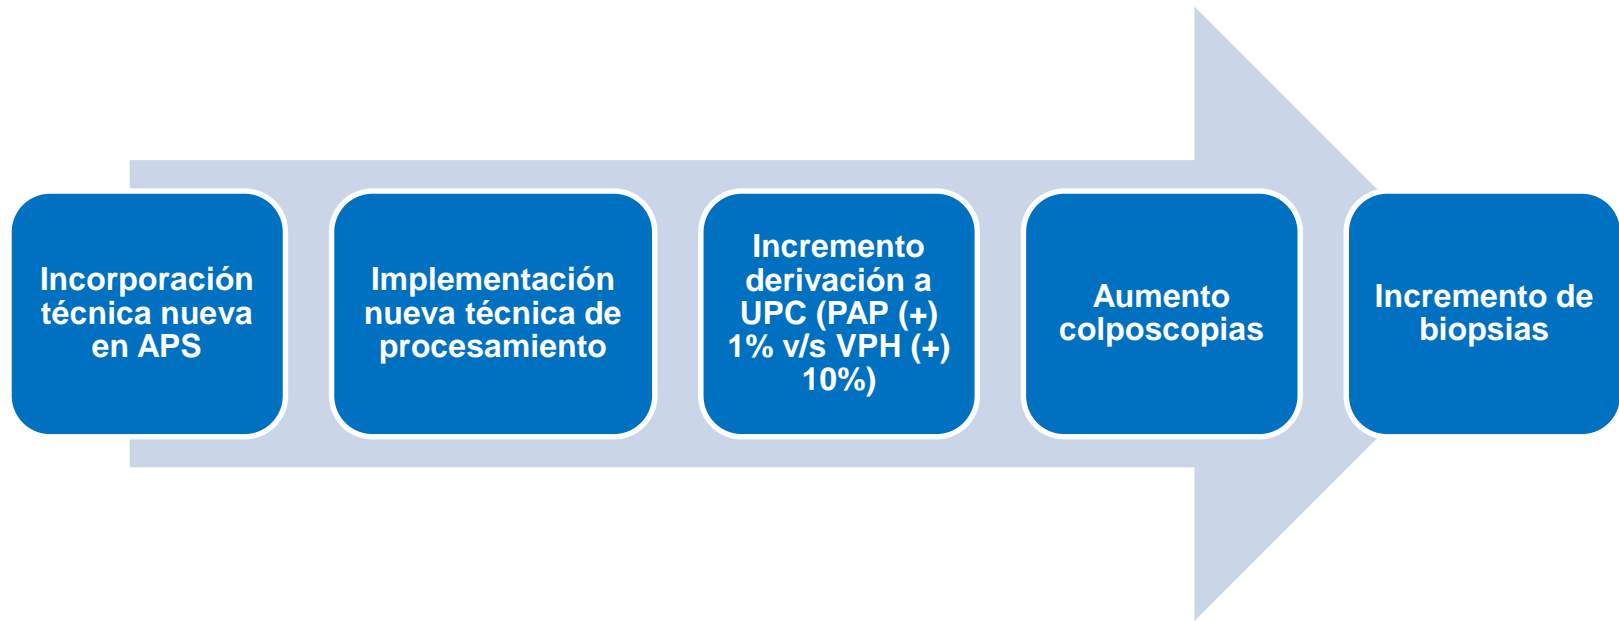 Incorporación
técnica nueva
en APS
Implementación
nueva técnica de
procesamiento
Incremento
derivación a
UPC (PAP (+)
1% v/s VPH (+)
10%)
Aumento
colposcopias
Incremento de
biopsias